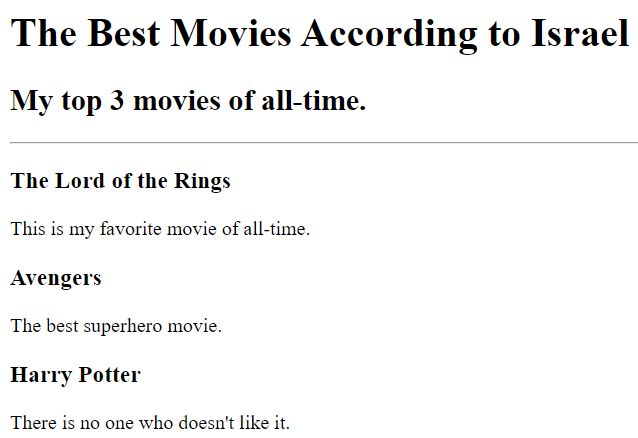 The Best Movies According to Israel
My top 3 movies of all-time.
The Lord of the Rings
This is my favorite movie of all-time.
Avengers
The best superhero movie.
Harry Potter
There is no one who doesn't like it.